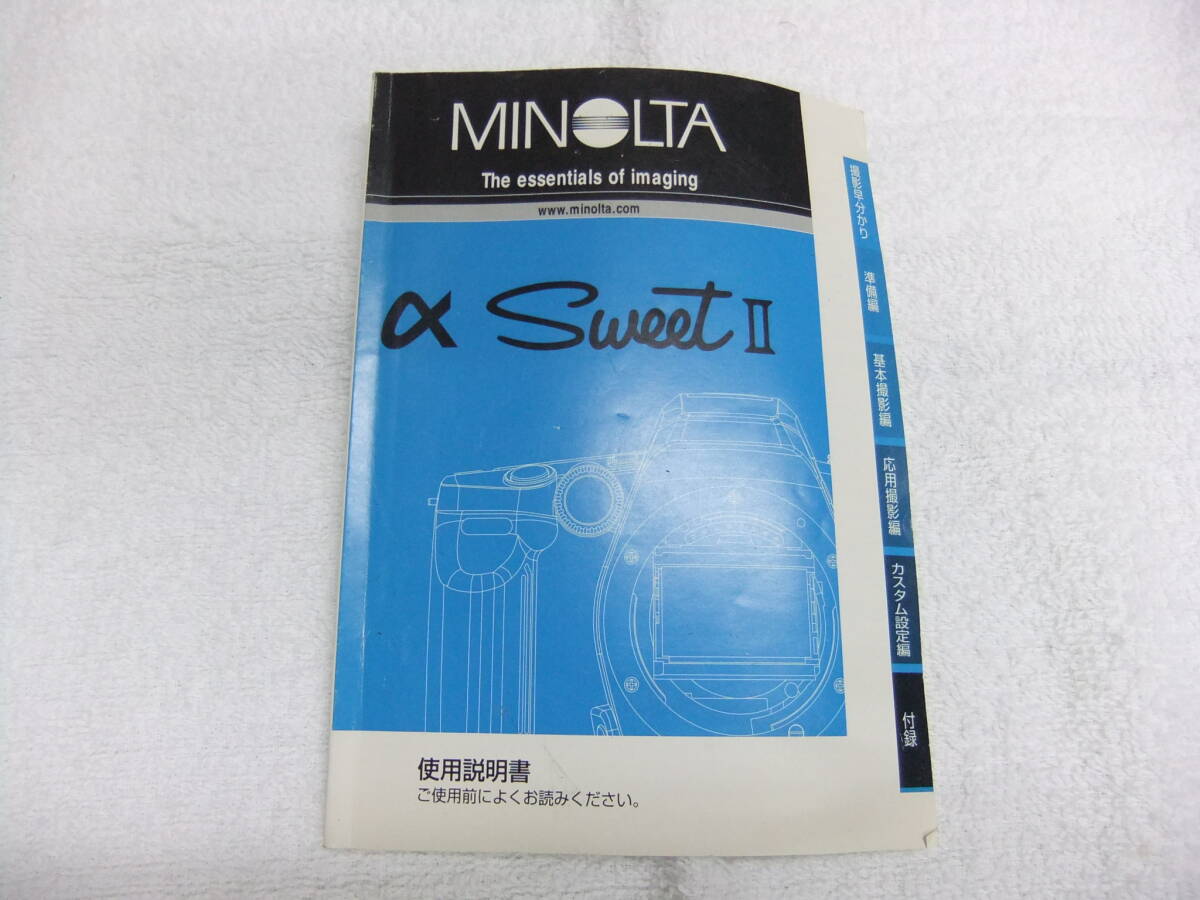 MINOLTA
The essentials of imaging
www.minolta.com
α Sweet II
撮影早分かり
準備編
基本撮影編
応用撮影編
カスタム設定編
付録
使用説明書
ご使用前によくお読みください。